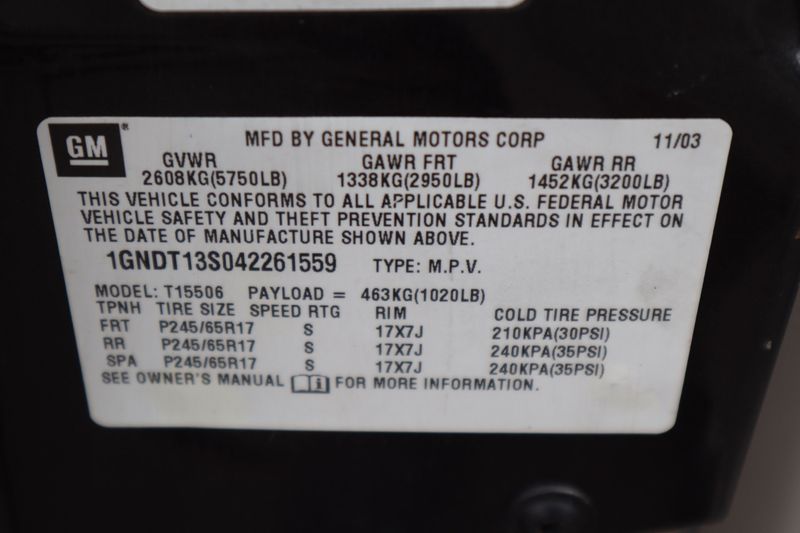 GM®
MFD BY GENERAL MOTORS CORP 11/03
GVWR GAWR FRT GAWR RR
2608KG(5750LB) 1338KG(2950LB) 1452KG(3200LB)
THIS VEHICLE CONFORMS TO ALL APPLICABLE U.S. FEDERAL MOTOR
VEHICLE SAFETY AND THEFT PREVENTION STANDARDS IN EFFECT ON
THE DATE OF MANUFACTURE SHOWN ABOVE.
1GNDT13S042261559 TYPE: M.P.V.
MODEL: T15506 PAYLOAD = 463KG(1020LB)
TPNH TIRE SIZE SPEED RTG RIM COLD TIRE PRESSURE
FRT P245/65R17 S 17X7J 210KPA(30PSI)
RR P245/65R17 S 17X7J 240KPA(35PSI)
SPA P245/65R17 S 17X7J 240KPA(35PSI)
SEE OWNER'S MANUAL i FOR MORE INFORMATION.